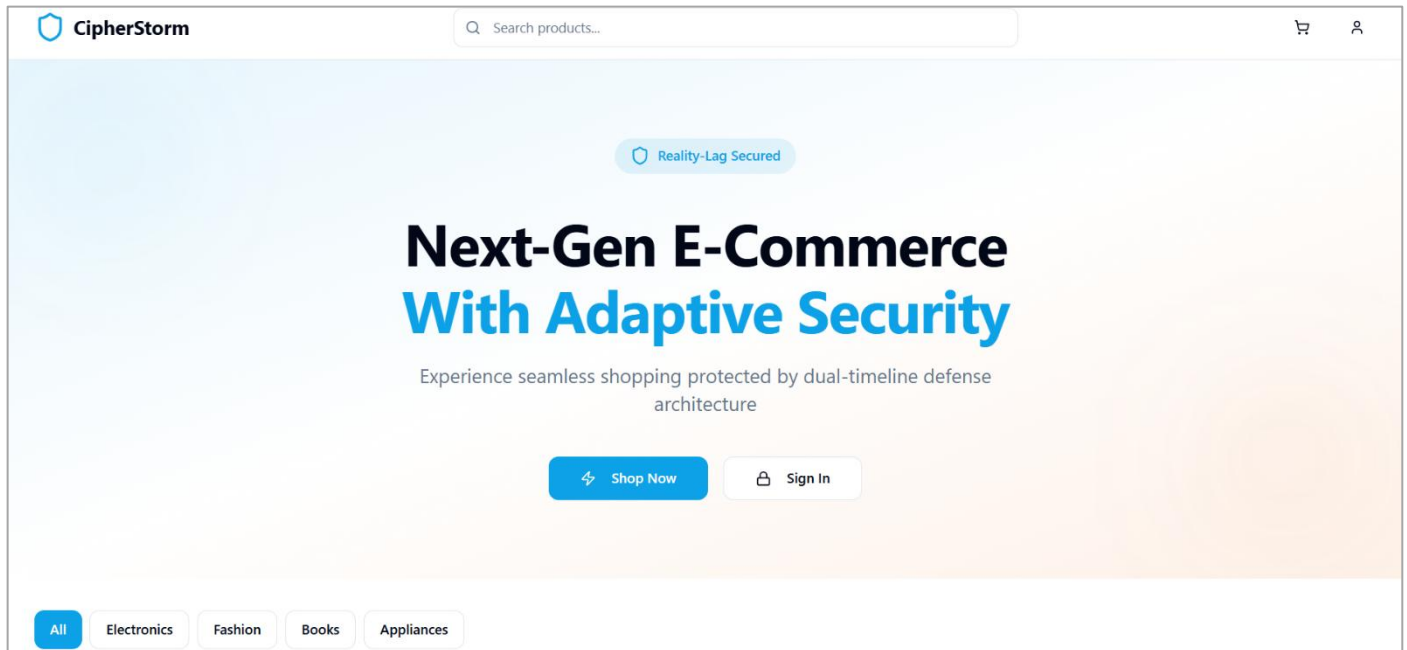 CipherStorm
Search products...
Reality-Lag Secured
Next-Gen E-Commerce
With Adaptive Security
Experience seamless shopping protected by dual-timeline defense
architecture
Shop Now
Sign In
All
Electronics
Fashion
Books
Appliances